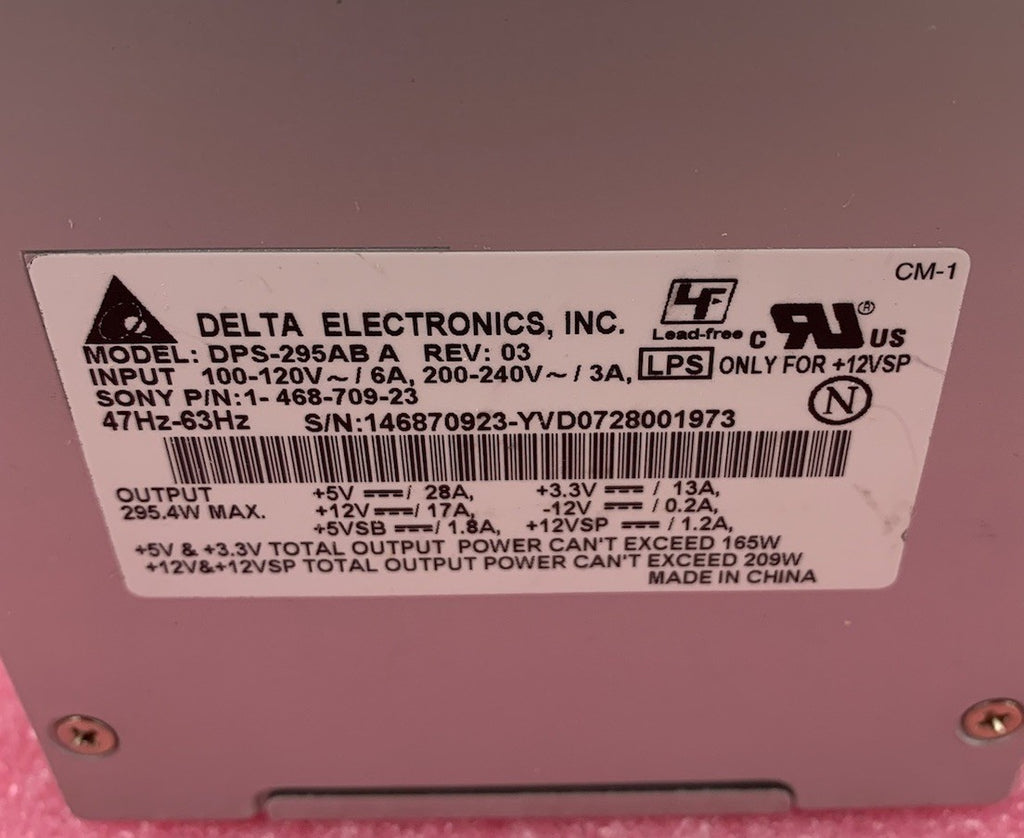 CM-1
DELTA ELECTRONICS, INC.
LF
Lead-free
C RU ® US
MODEL: DPS-295AB A REV: 03
INPUT 100-120V~/ 6A, 200-240V~/ 3A, LPS ONLY FOR +12VSP
SONY P/N:1- 468-709-23
N
47Hz-63Hz S/N:146870923-YVD0728001973
OUTPUT +5V ⎓/ 28A, +3.3V ⎓ / 13A,
295.4W MAX. +12V ⎓/ 17A, -12V ⎓ / 0.2A,
+5VSB ⎓/ 1.8A, +12VSP ⎓ / 1.2A,
+5V & +3.3V TOTAL OUTPUT POWER CAN'T EXCEED 165W
+12V&+12VSP TOTAL OUTPUT POWER CAN'T EXCEED 209W
MADE IN CHINA